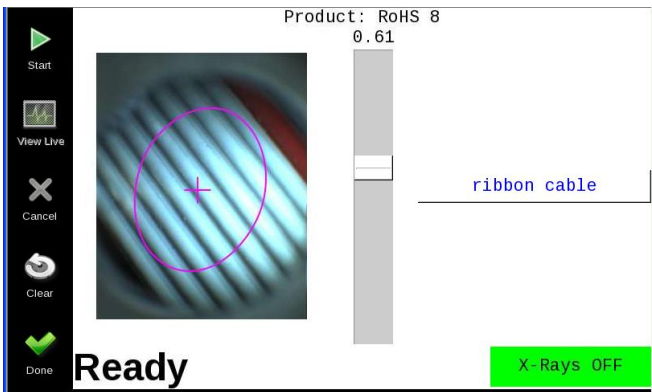 Product: RoHS 8
0.61
Start
View Live
ribbon cable
Cancel
Clear
Done
Ready
X-Rays OFF